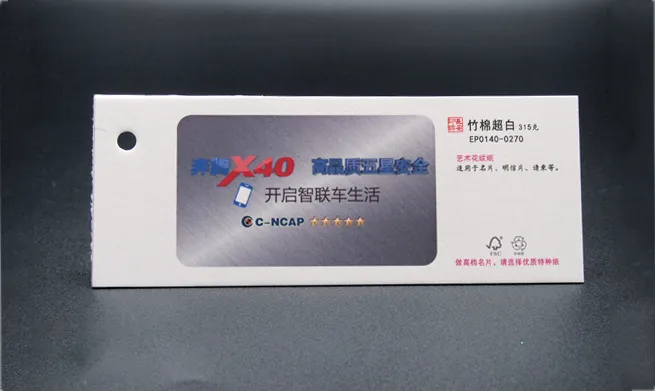 奔腾X40 高品质五星安全
开启智联车生活
C-NCAP
竹棉超白 315克
EP0140-0270
艺术花纹纸
适用于名片、明信片、请柬等。
FSC
做高档名片，请选择优质特种纸